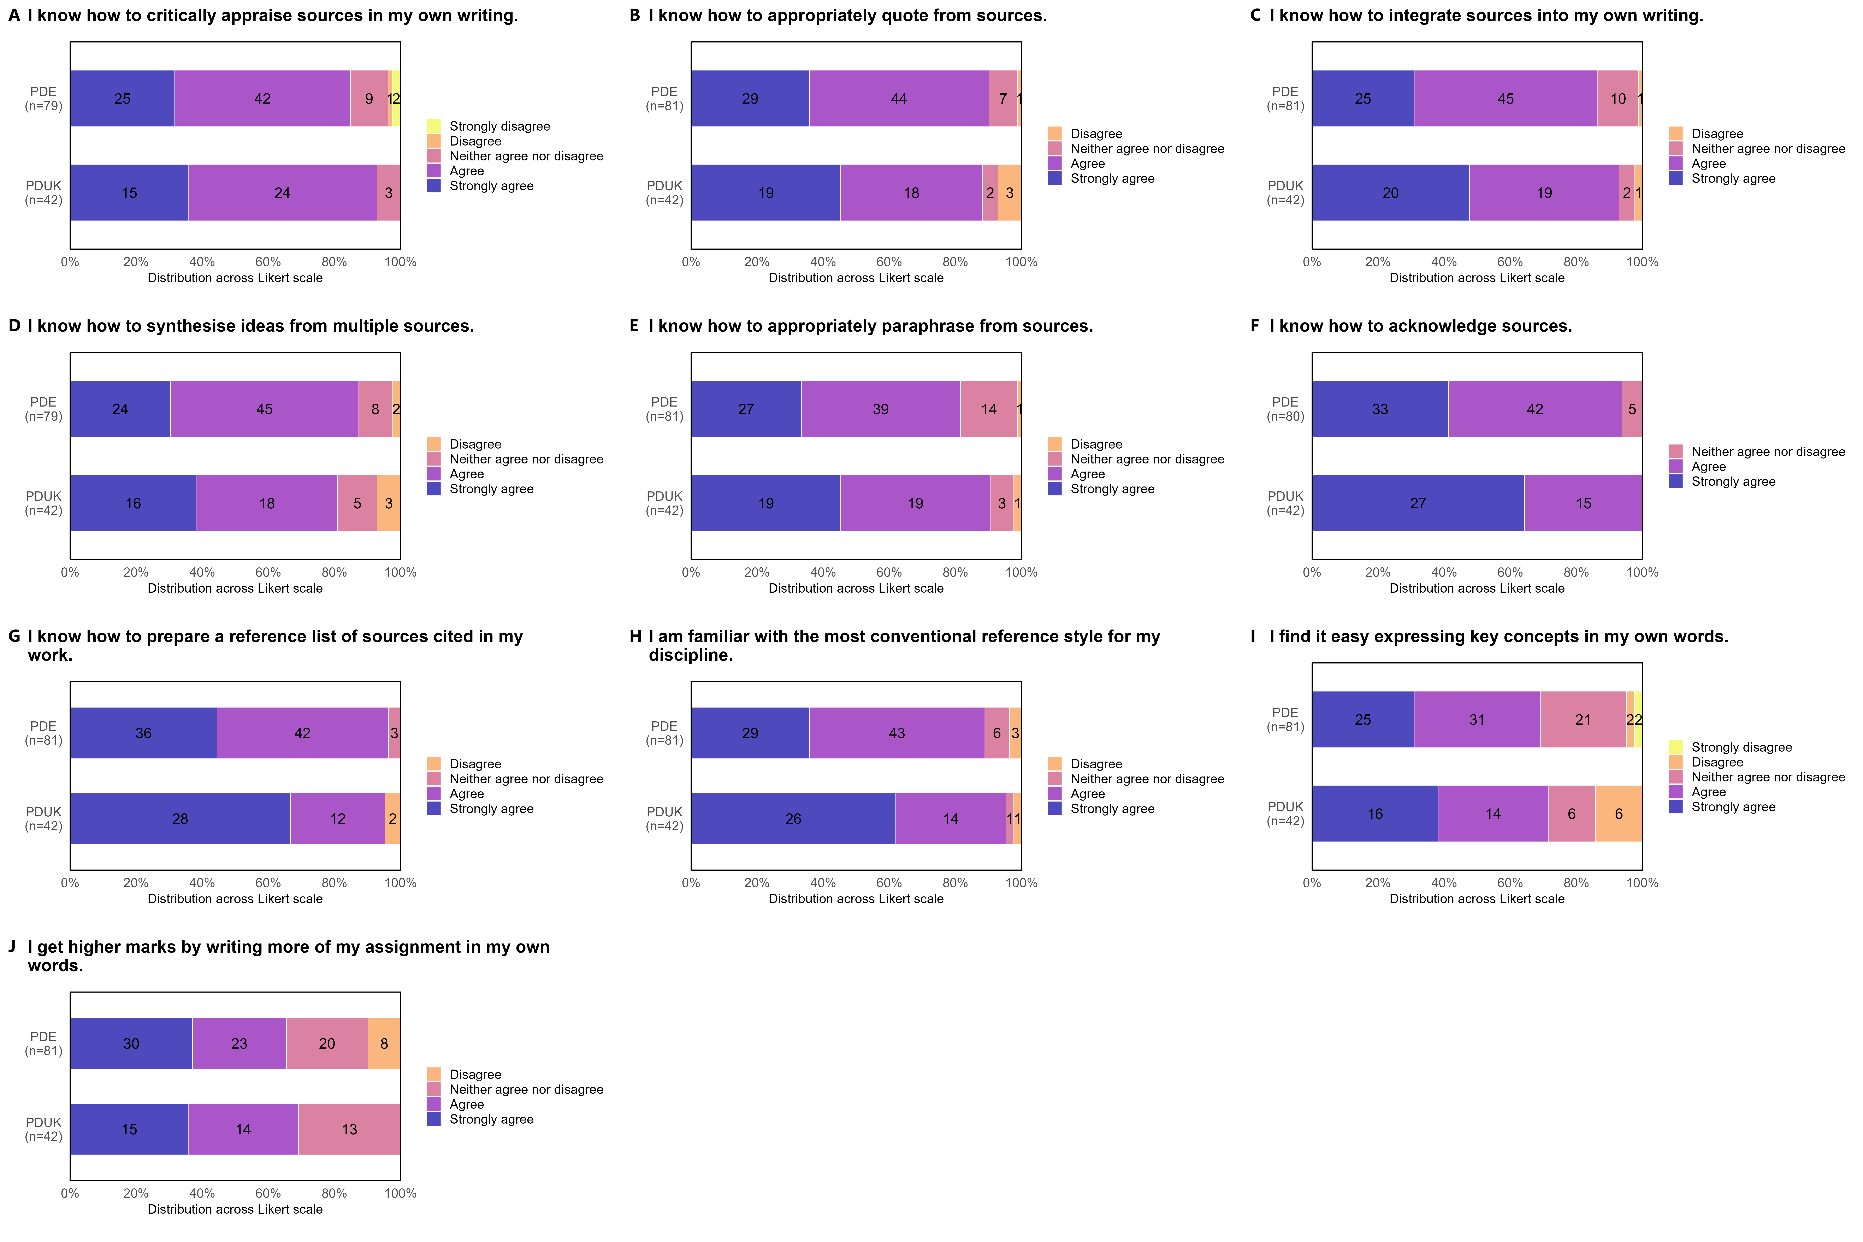 A I know how to critically appraise sources in my own writing.
PDE
(n=79)
25 42 9 1 2
PDUK
(n=42)
15 24 3
0% 20% 40% 60% 80% 100%
Distribution across Likert scale
Strongly disagree
Disagree
Neither agree nor disagree
Agree
Strongly agree
B I know how to appropriately quote from sources.
PDE
(n=81)
29 44 7 1
PDUK
(n=42)
19 18 2 3
0% 20% 40% 60% 80% 100%
Distribution across Likert scale
Disagree
Neither agree nor disagree
Agree
Strongly agree
C I know how to integrate sources into my own writing.
PDE
(n=81)
25 45 10 1
PDUK
(n=42)
20 19 2 1
0% 20% 40% 60% 80% 100%
Distribution across Likert scale
Disagree
Neither agree nor disagree
Agree
Strongly agree
D I know how to synthesise ideas from multiple sources.
PDE
(n=79)
24 45 8 2
PDUK
(n=42)
16 18 5 3
0% 20% 40% 60% 80% 100%
Distribution across Likert scale
Disagree
Neither agree nor disagree
Agree
Strongly agree
E I know how to appropriately paraphrase from sources.
PDE
(n=81)
27 39 14 1
PDUK
(n=42)
19 19 3 1
0% 20% 40% 60% 80% 100%
Distribution across Likert scale
Disagree
Neither agree nor disagree
Agree
Strongly agree
F I know how to acknowledge sources.
PDE
(n=80)
33 42 5
PDUK
(n=42)
27 15
0% 20% 40% 60% 80% 100%
Distribution across Likert scale
Neither agree nor disagree
Agree
Strongly agree
G I know how to prepare a reference list of sources cited in my
work.
PDE
(n=81)
36 42 3
PDUK
(n=42)
28 12 2
0% 20% 40% 60% 80% 100%
Distribution across Likert scale
Disagree
Neither agree nor disagree
Agree
Strongly agree
H I am familiar with the most conventional reference style for my
discipline.
PDE
(n=81)
29 43 6 3
PDUK
(n=42)
26 14 1 1
0% 20% 40% 60% 80% 100%
Distribution across Likert scale
Disagree
Neither agree nor disagree
Agree
Strongly agree
I I find it easy expressing key concepts in my own words.
PDE
(n=81)
25 31 21 2 2
PDUK
(n=42)
16 14 6 6
0% 20% 40% 60% 80% 100%
Distribution across Likert scale
Strongly disagree
Disagree
Neither agree nor disagree
Agree
Strongly agree
J I get higher marks by writing more of my assignment in my own
words.
PDE
(n=81)
30 23 20 8
PDUK
(n=42)
15 14 13
0% 20% 40% 60% 80% 100%
Distribution across Likert scale
Disagree
Neither agree nor disagree
Agree
Strongly agree